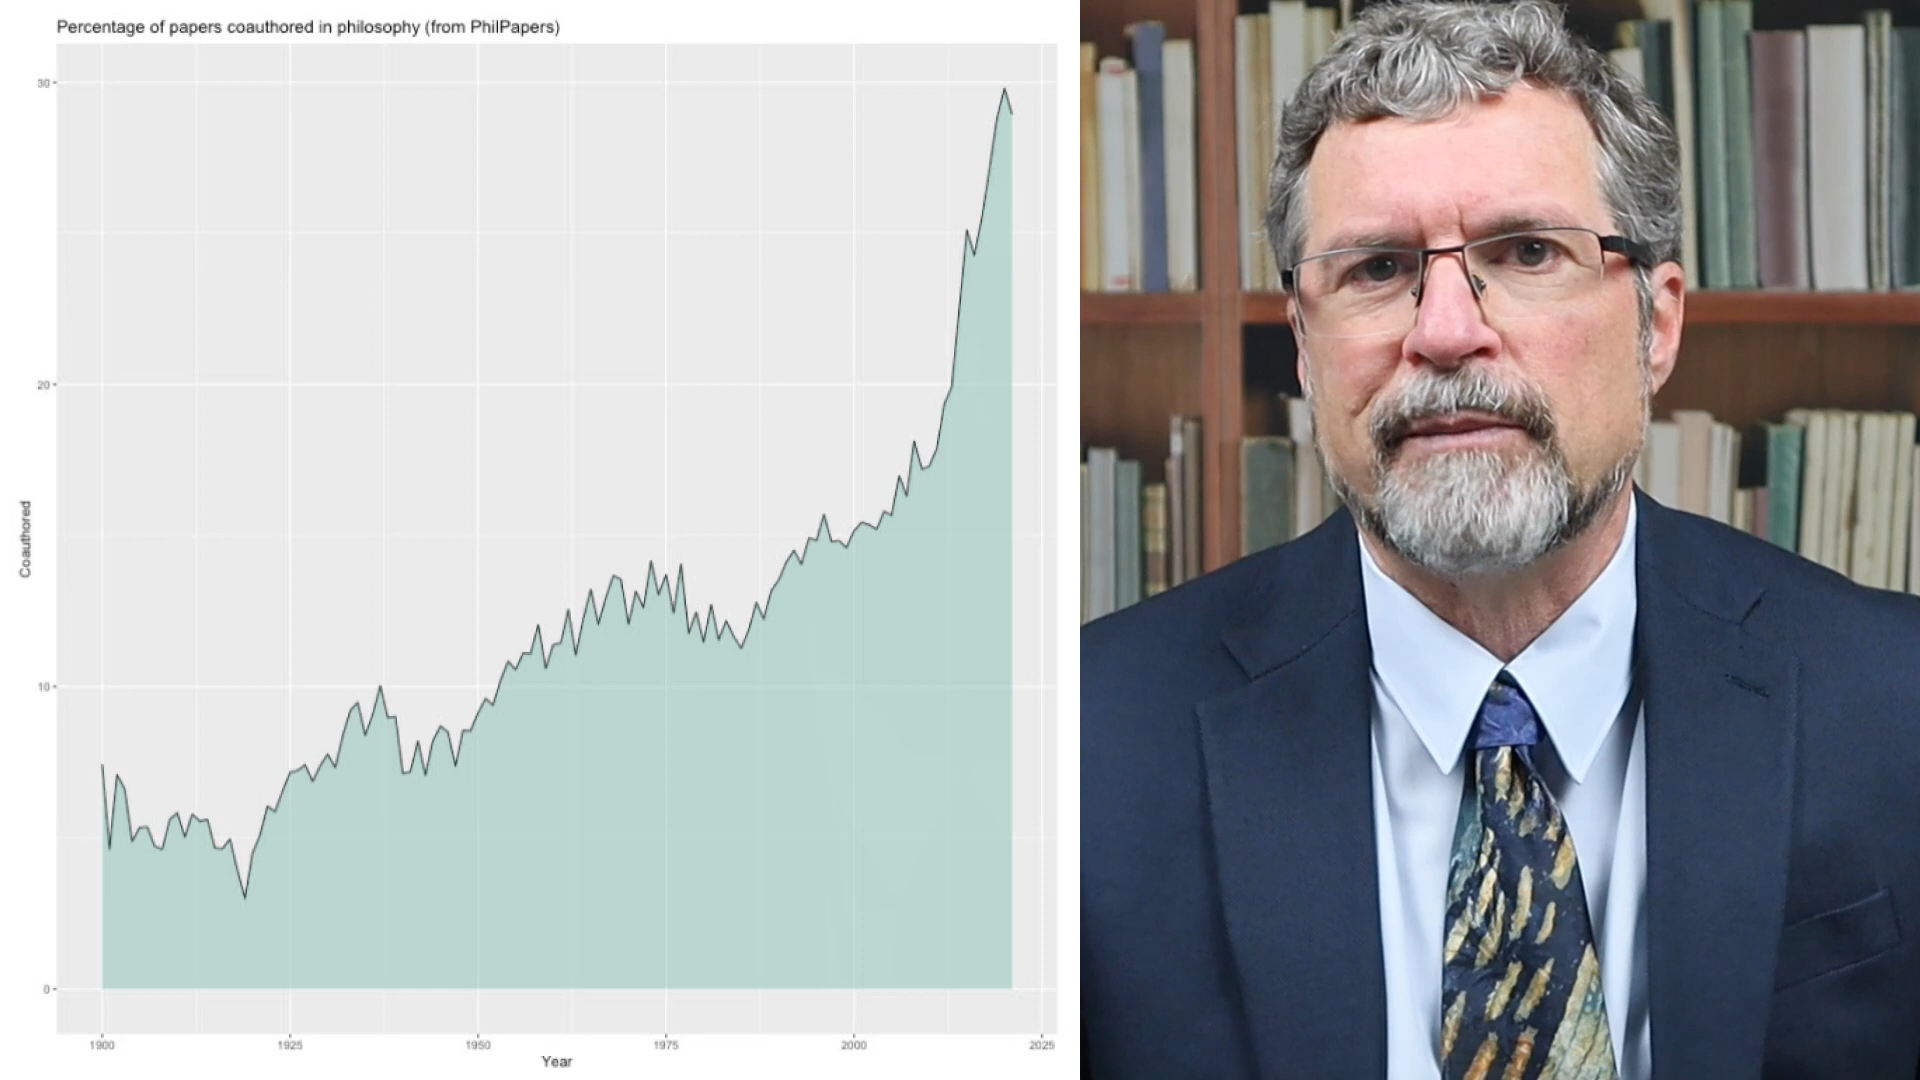 Percentage of papers coauthored in philosophy (from PhilPapers)
30
20
Coauthored
10
0
1900 1925 1950 1975 2000 2025
Year